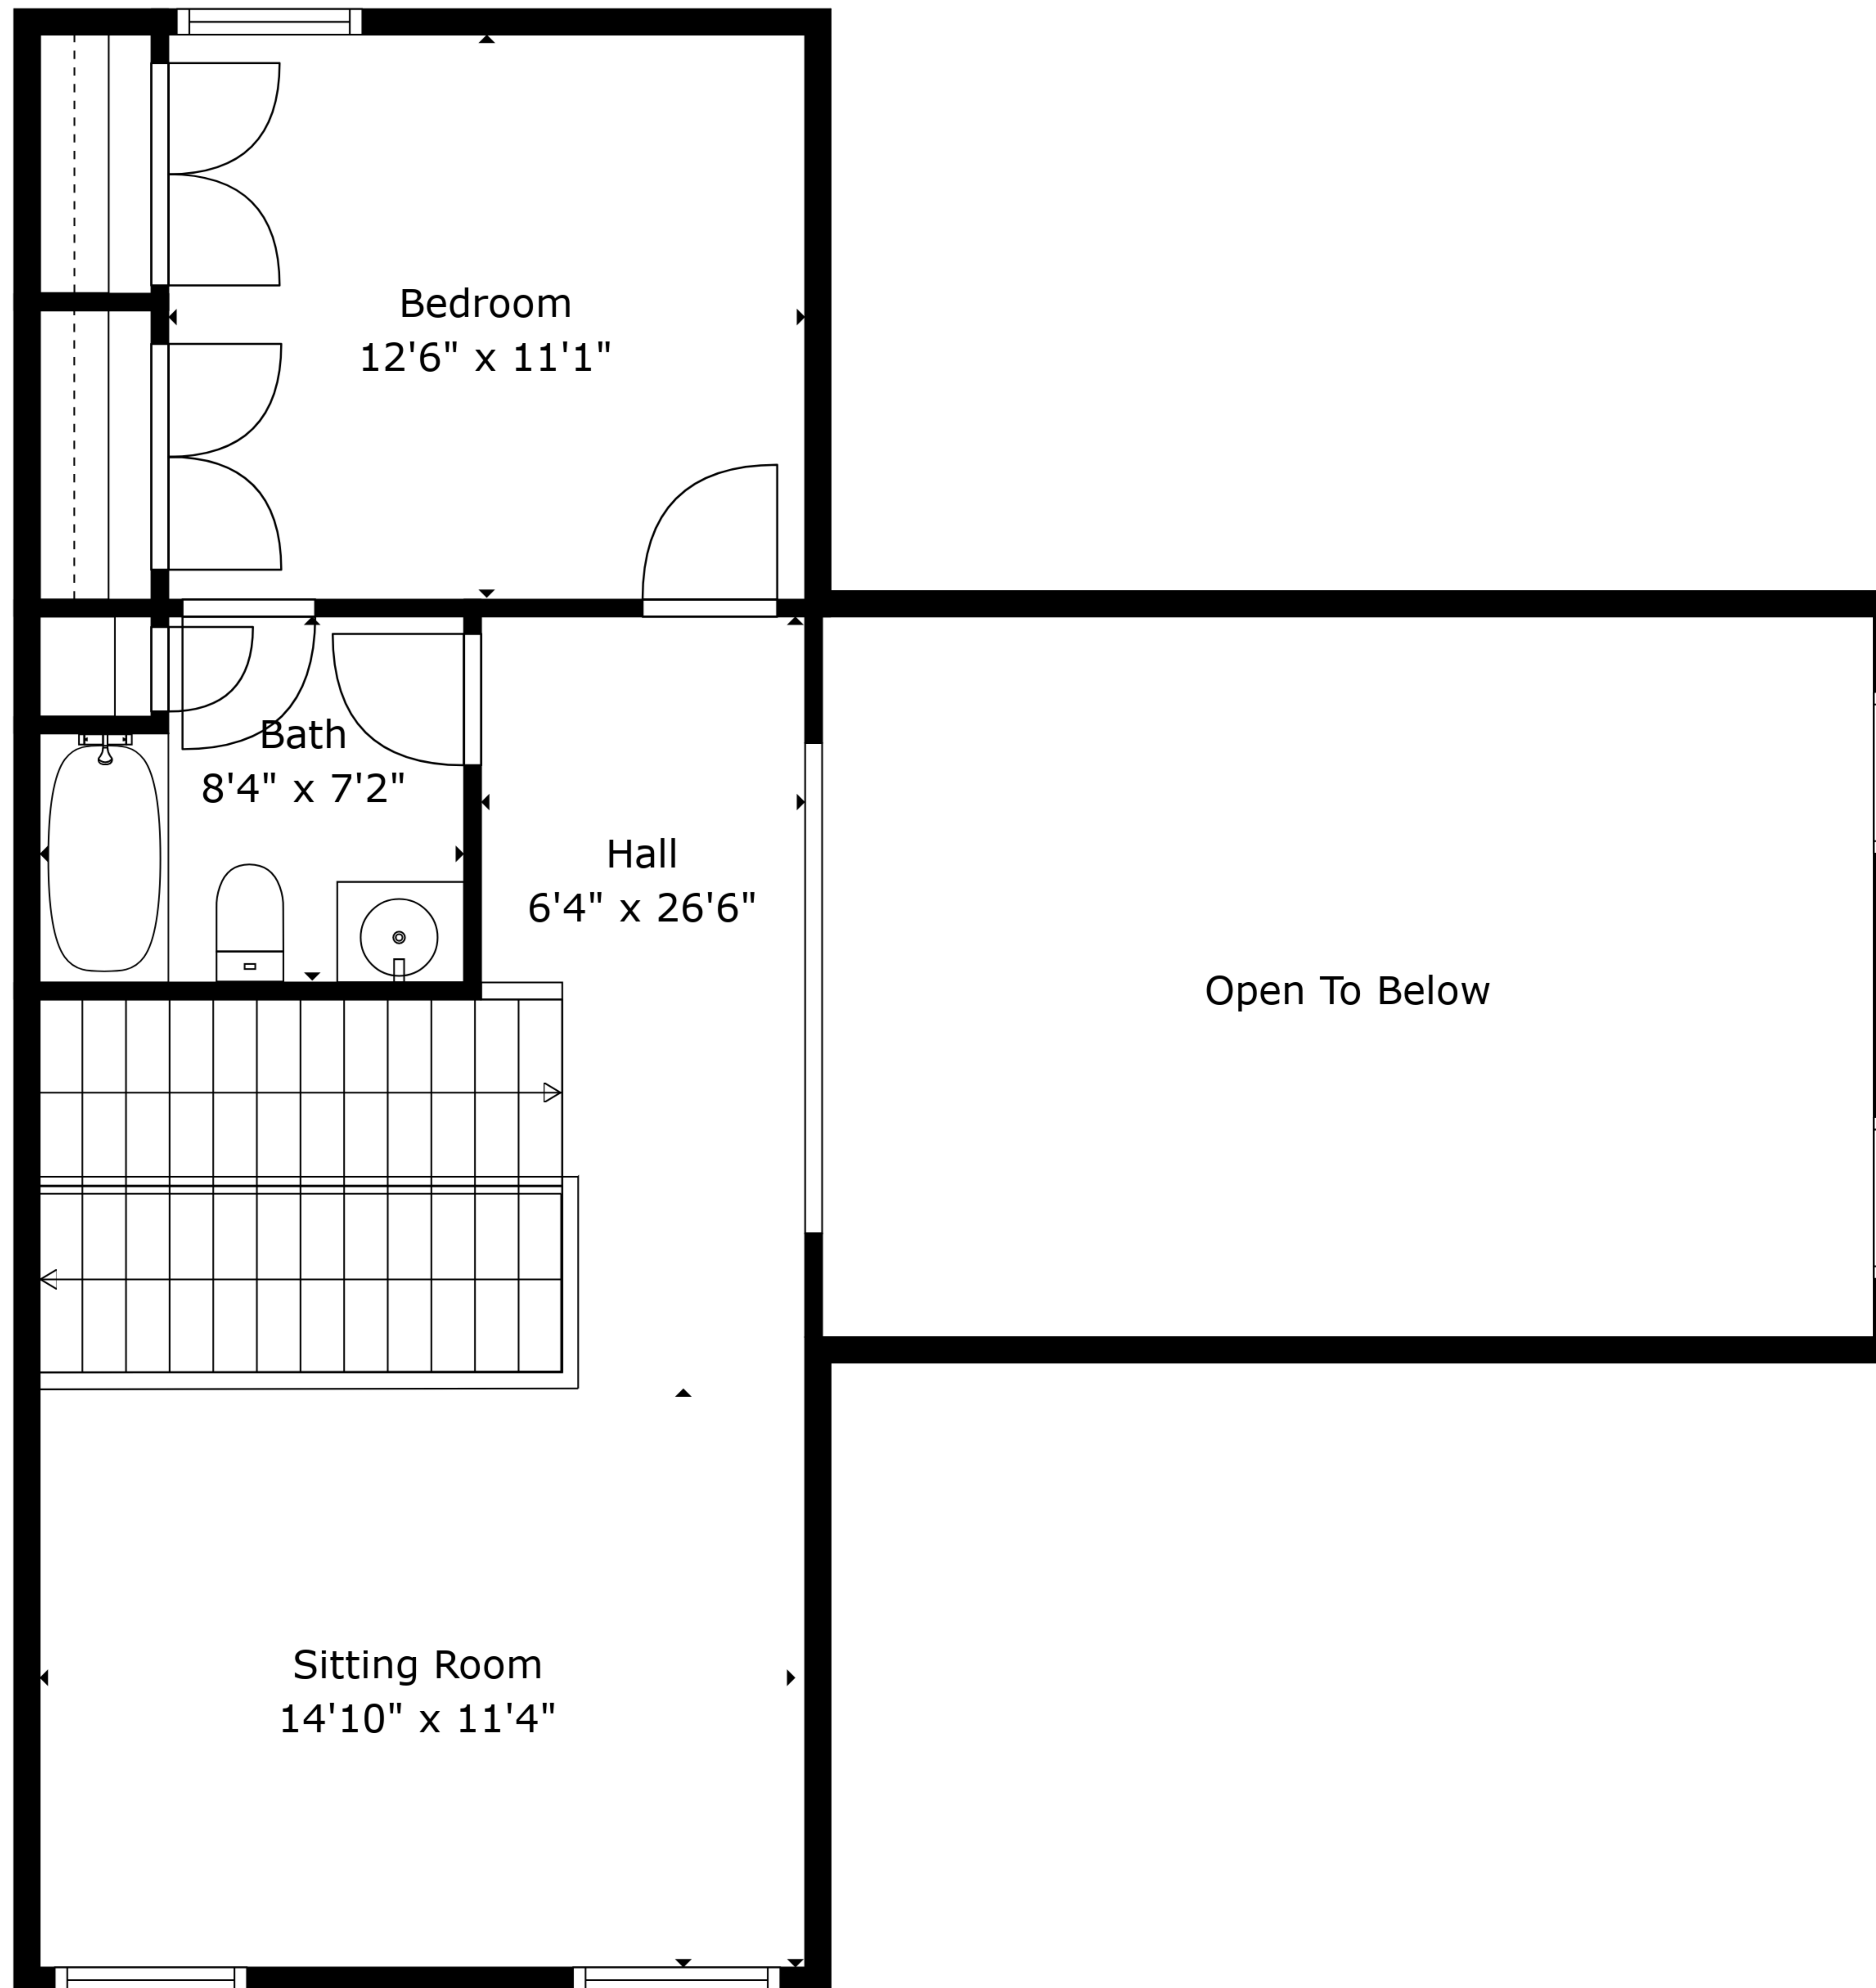 Bedroom
12'6" x 11'1"
Bath
8'4" x 7'2"
Hall
6'4" x 26'6"
Open To Below
Sitting Room
14'10" x 11'4"